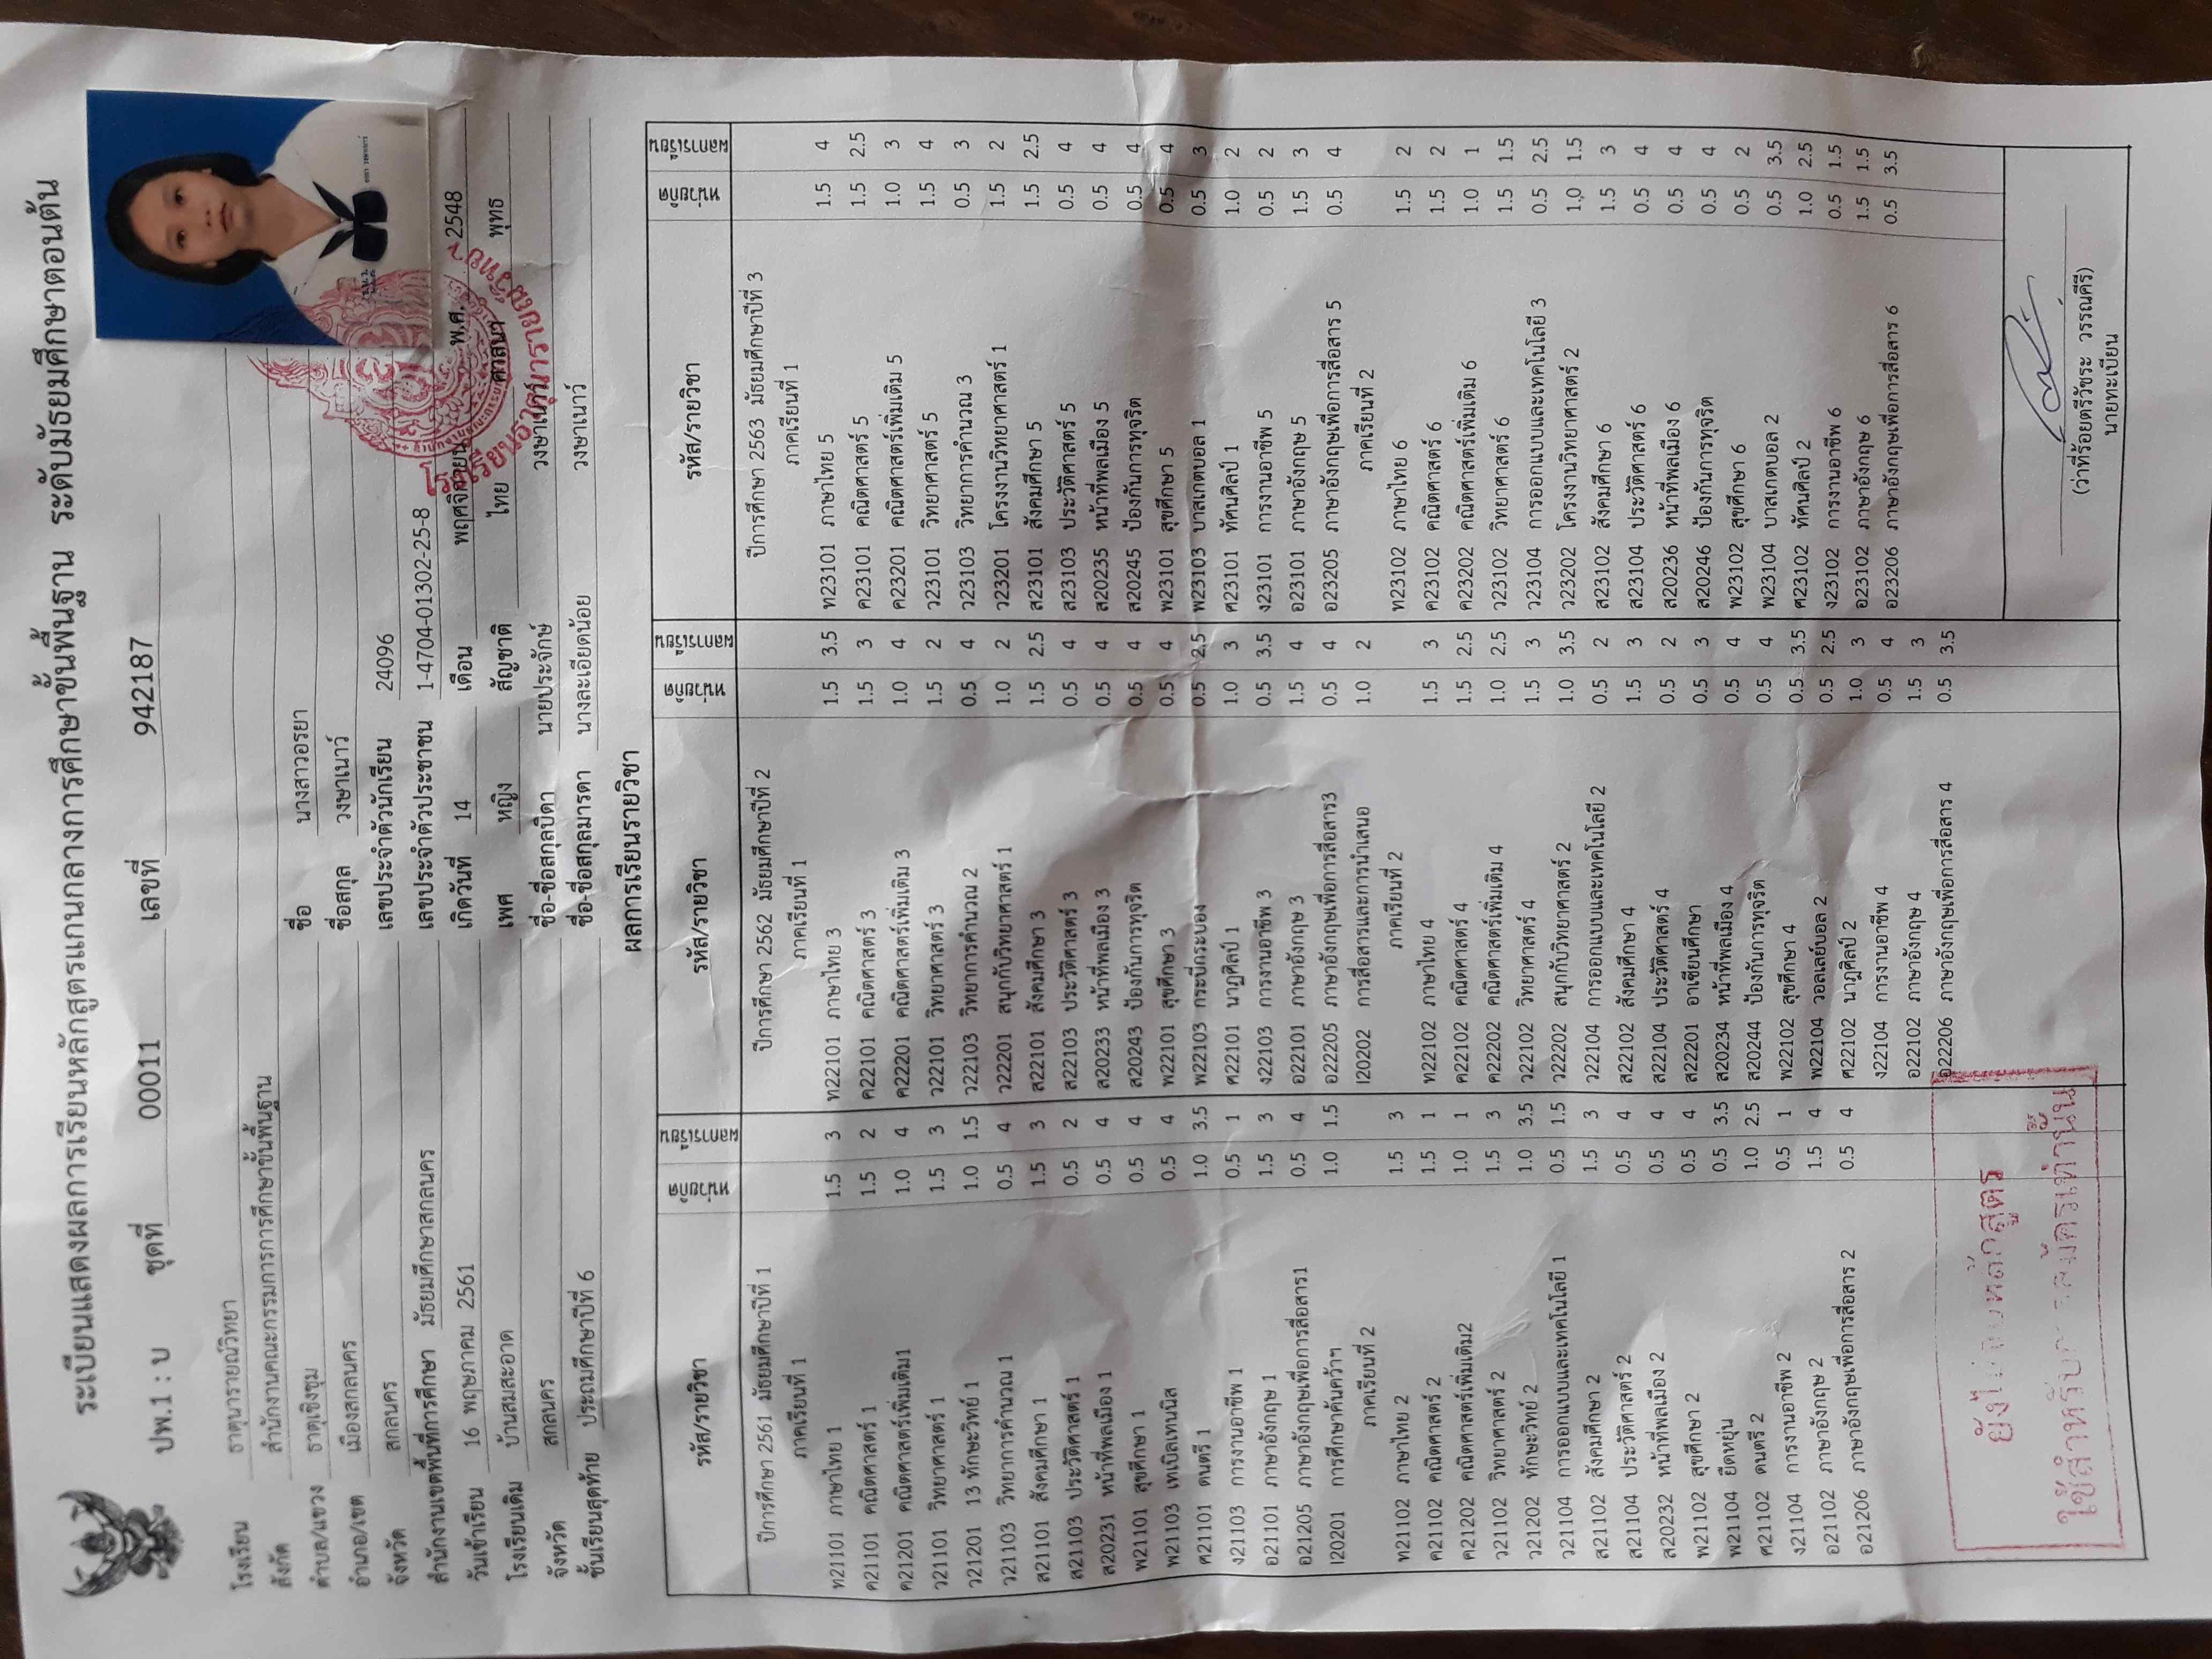 ระเบียนแสดงผลการเรียนหลักสูตรแกนกลางการศึกษาขั้นพื้นฐาน ระดับมัธยมศึกษาตอนต้น
ปพ.1 : บ ชุดที่ 00011 เลขที่ 942187
โรงเรียน ธาตุนารายณ์วิทยา
สังกัด สำนักงานคณะกรรมการการศึกษาขั้นพื้นฐาน
ตำบล/แขวง ธาตุเชิงชุม
อำเภอ/เขต เมืองสกลนคร
จังหวัด สกลนคร
สำนักงานเขตพื้นที่การศึกษา มัธยมศึกษาสกลนคร
วันเข้าเรียน 16 พฤษภาคม 2561
โรงเรียนเดิม บ้านสมสะอาด
จังหวัด สกลนคร
ชั้นเรียนสุดท้าย ประถมศึกษาปีที่ 6
ชื่อ นางสาวอรยา
ชื่อสกุล วงษาเนาว์
เลขประจำตัวนักเรียน 24096
เลขประจำตัวประชาชน 1-4704-01302-25-8
เกิดวันที่ 14 เดือน พฤศจิกายน พ.ศ. 2548
เพศ หญิง สัญชาติ ไทย ศาสนา พุทธ
ชื่อ-ชื่อสกุลบิดา นายประจักษ์ วงษาเนาว์
ชื่อ-ชื่อสกุลมารดา นางละเอียดน้อย วงษาเนาว์
ผลการเรียนรายวิชา
รหัส/รายวิชา หน่วยกิต ผลการเรียน
ปีการศึกษา 2561 มัธยมศึกษาปีที่ 1
ภาคเรียนที่ 1
ท21101 ภาษาไทย 1 1.5 3
ค21101 คณิตศาสตร์ 1 1.5 2
ค21201 คณิตศาสตร์เพิ่มเติม1 1.0 4
ว21101 วิทยาศาสตร์ 1 1.5 3
ว21201 13 ทักษะวิทย์ 1 1.0 1.5
ว21103 วิทยาการคำนวณ 1 0.5 4
ส21101 สังคมศึกษา 1 1.5 3
ส21103 ประวัติศาสตร์ 1 0.5 2
ส20231 หน้าที่พลเมือง 1 0.5 4
พ21101 สุขศึกษา 1 0.5 4
พ21103 เทเบิลเทนนิส 0.5 4
ศ21101 ดนตรี 1 1.0 3.5
ง21103 การงานอาชีพ 1 0.5 1
อ21101 ภาษาอังกฤษ 1 1.5 3
อ21205 ภาษาอังกฤษเพื่อการสื่อสาร1 0.5 4
I20201 การศึกษาค้นคว้าฯ 1.0 1.5
ภาคเรียนที่ 2
ท21102 ภาษาไทย 2 1.5 3
ค21102 คณิตศาสตร์ 2 1.5 1
ค21202 คณิตศาสตร์เพิ่มเติม2 1.0 1
ว21102 วิทยาศาสตร์ 2 1.5 3
ว21202 ทักษะวิทย์ 2 1.0 3.5
ว21104 การออกแบบและเทคโนโลยี 1 0.5 1.5
ส21102 สังคมศึกษา 2 1.5 3
ส21104 ประวัติศาสตร์ 2 0.5 4
ส20232 หน้าที่พลเมือง 2 0.5 4
พ21102 สุขศึกษา 2 0.5 4
พ21104 ยืดหยุ่น 0.5 3.5
ศ21102 ดนตรี 2 1.0 2.5
ง21104 การงานอาชีพ 2 0.5 1
อ21102 ภาษาอังกฤษ 2 1.5 4
อ21206 ภาษาอังกฤษเพื่อการสื่อสาร 2 0.5 4
รหัส/รายวิชา หน่วยกิต ผลการเรียน
ปีการศึกษา 2562 มัธยมศึกษาปีที่ 2
ภาคเรียนที่ 1
ท22101 ภาษาไทย 3 1.5 3.5
ค22101 คณิตศาสตร์ 3 1.5 3
ค22201 คณิตศาสตร์เพิ่มเติม 3 1.0 4
ว22101 วิทยาศาสตร์ 3 1.5 2
ว22103 วิทยาการคำนวณ 2 0.5 4
ว22201 สนุกกับวิทยาศาสตร์ 1 1.0 2
ส22101 สังคมศึกษา 3 1.5 2.5
ส22103 ประวัติศาสตร์ 3 0.5 4
ส20233 หน้าที่พลเมือง 3 0.5 4
ส20243 ป้องกันการทุจริต 0.5 4
พ22101 สุขศึกษา 3 0.5 4
พ22103 กระบี่กระบอง 0.5 2.5
ศ22101 นาฏศิลป์ 1 1.0 3
ง22103 การงานอาชีพ 3 0.5 3.5
อ22101 ภาษาอังกฤษ 3 1.5 4
อ22205 ภาษาอังกฤษเพื่อการสื่อสาร3 0.5 4
I20202 การสื่อสารและการนำเสนอ 1.0 2
ภาคเรียนที่ 2
ท22102 ภาษาไทย 4 1.5 3
ค22102 คณิตศาสตร์ 4 1.5 2.5
ค22202 คณิตศาสตร์เพิ่มเติม 4 1.0 2.5
ว22102 วิทยาศาสตร์ 4 1.5 3
ว22202 สนุกกับวิทยาศาสตร์ 2 1.0 3.5
ว22104 การออกแบบและเทคโนโลยี 2 0.5 2
ส22102 สังคมศึกษา 4 1.5 3
ส22104 ประวัติศาสตร์ 4 0.5 2
ส22201 อาเซียนศึกษา 0.5 3
ส20234 หน้าที่พลเมือง 4 0.5 4
ส20244 ป้องกันการทุจริต 0.5 4
พ22102 สุขศึกษา 4 0.5 3.5
พ22104 วอลเลย์บอล 2 0.5 2.5
ศ22102 นาฏศิลป์ 2 1.0 3
ง22104 การงานอาชีพ 4 0.5 4
อ22102 ภาษาอังกฤษ 4 1.5 3
อ22206 ภาษาอังกฤษเพื่อการสื่อสาร 4 0.5 3.5
รหัส/รายวิชา หน่วยกิต ผลการเรียน
ปีการศึกษา 2563 มัธยมศึกษาปีที่ 3
ภาคเรียนที่ 1
ท23101 ภาษาไทย 5 1.5 4
ค23101 คณิตศาสตร์ 5 1.5 2.5
ค23201 คณิตศาสตร์เพิ่มเติม 5 1.0 3
ว23101 วิทยาศาสตร์ 5 1.5 4
ว23103 วิทยาการคำนวณ 3 0.5 3
ว23201 โครงงานวิทยาศาสตร์ 1 1.5 2
ส23101 สังคมศึกษา 5 1.5 2.5
ส23103 ประวัติศาสตร์ 5 0.5 4
ส20235 หน้าที่พลเมือง 5 0.5 4
ส20245 ป้องกันการทุจริต 0.5 4
พ23101 สุขศึกษา 5 0.5 4
พ23103 บาสเกตบอล 1 0.5 3
ศ23101 ทัศนศิลป์ 1 1.0 2
ง23101 การงานอาชีพ 5 0.5 2
อ23101 ภาษาอังกฤษ 5 1.5 3
อ23205 ภาษาอังกฤษเพื่อการสื่อสาร 5 0.5 4
ภาคเรียนที่ 2
ท23102 ภาษาไทย 6 1.5 2
ค23102 คณิตศาสตร์ 6 1.5 2
ค23202 คณิตศาสตร์เพิ่มเติม 6 1.0 1
ว23102 วิทยาศาสตร์ 6 1.5 1.5
ว23104 การออกแบบและเทคโนโลยี 3 0.5 2.5
ว23202 โครงงานวิทยาศาสตร์ 2 1.0 1.5
ส23102 สังคมศึกษา 6 1.5 3
ส23104 ประวัติศาสตร์ 6 0.5 4
ส20236 หน้าที่พลเมือง 6 0.5 4
ส20246 ป้องกันการทุจริต 0.5 4
พ23102 สุขศึกษา 6 0.5 2
พ23104 บาสเกตบอล 2 0.5 3.5
ศ23102 ทัศนศิลป์ 2 1.0 2.5
ง23102 การงานอาชีพ 6 0.5 1.5
อ23102 ภาษาอังกฤษ 6 1.5 1.5
อ23206 ภาษาอังกฤษเพื่อการสื่อสาร 6 0.5 3.5
(ว่าที่ร้อยตรีวัชระ วรรณคีรี)
นายทะเบียน
หลักสูตร
เท่านั้น